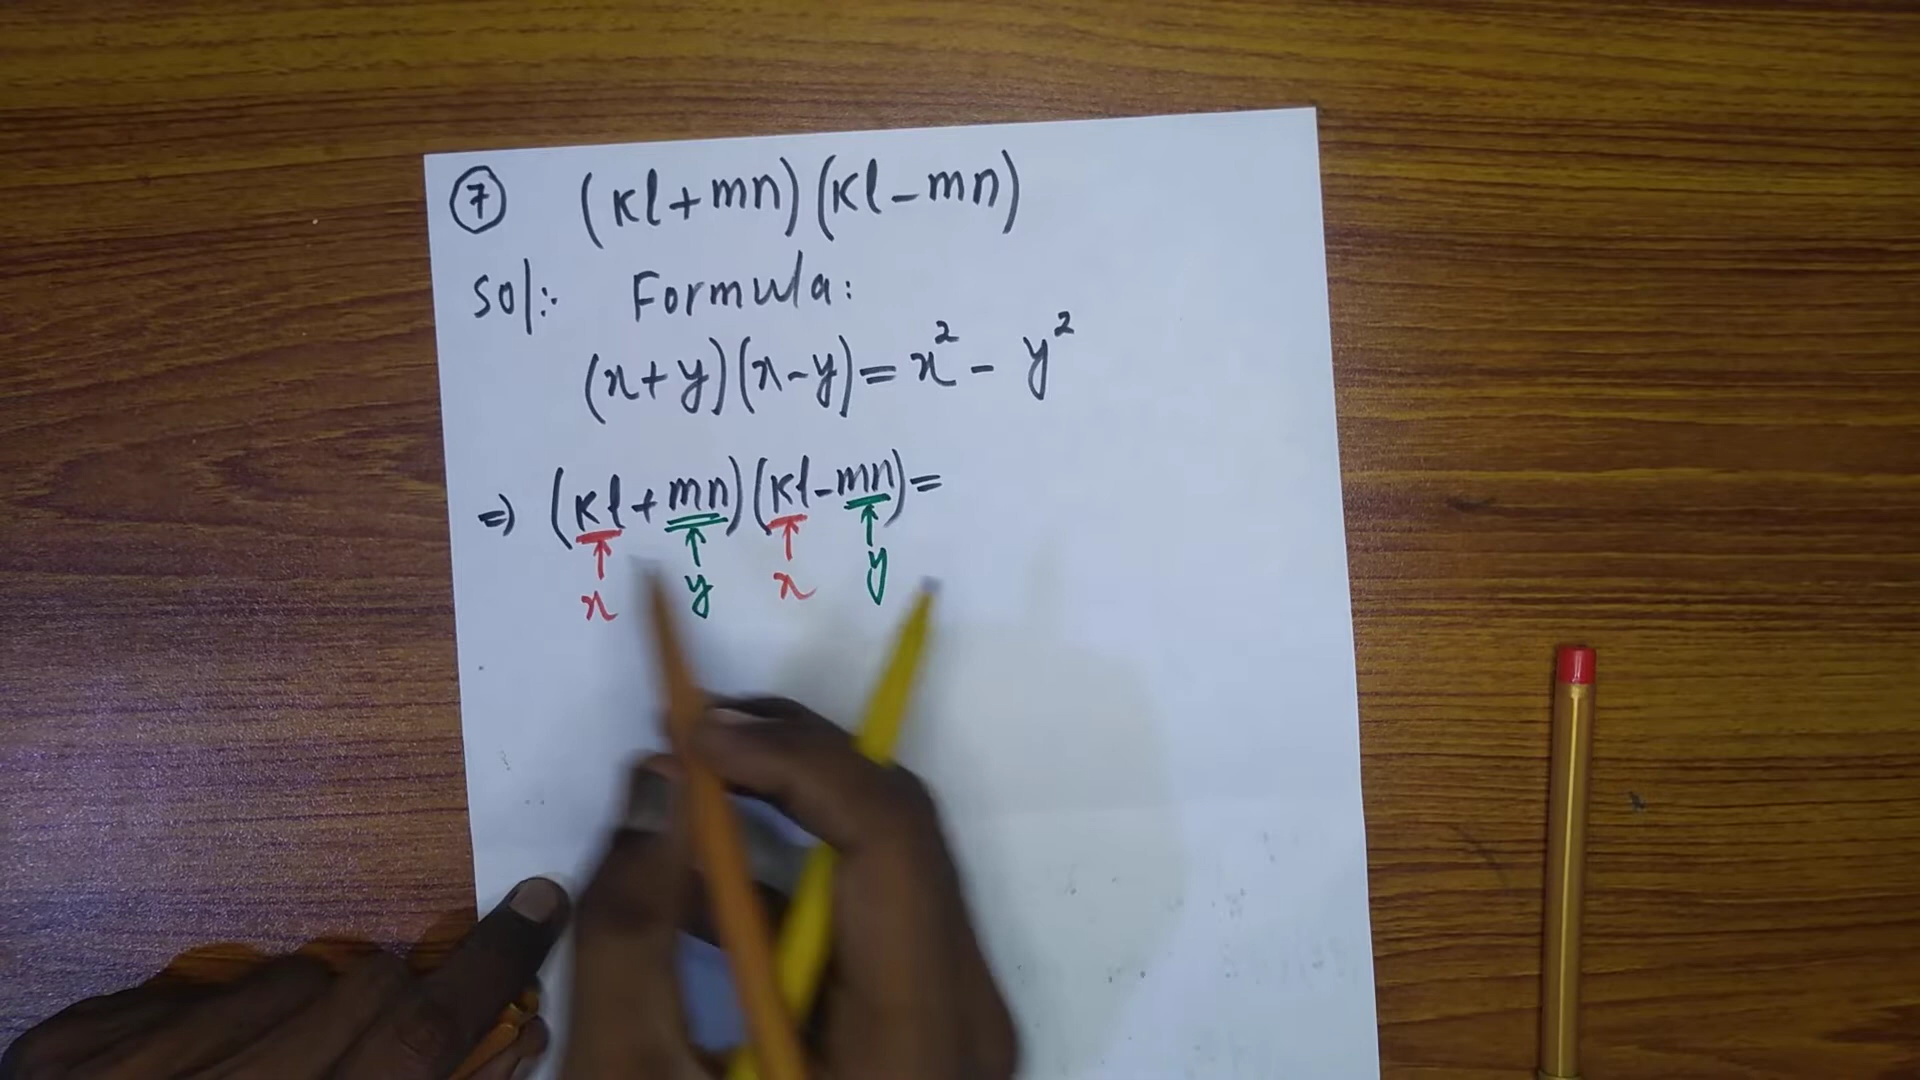 ⑦ (kl+mn)(kl-mn)
Sol:. Formula:
(x+y)(x-y)=x² - y²
⇒ (kl+mn)(kl-mn)=
↑ ↑ ↑ ↑
x y x y